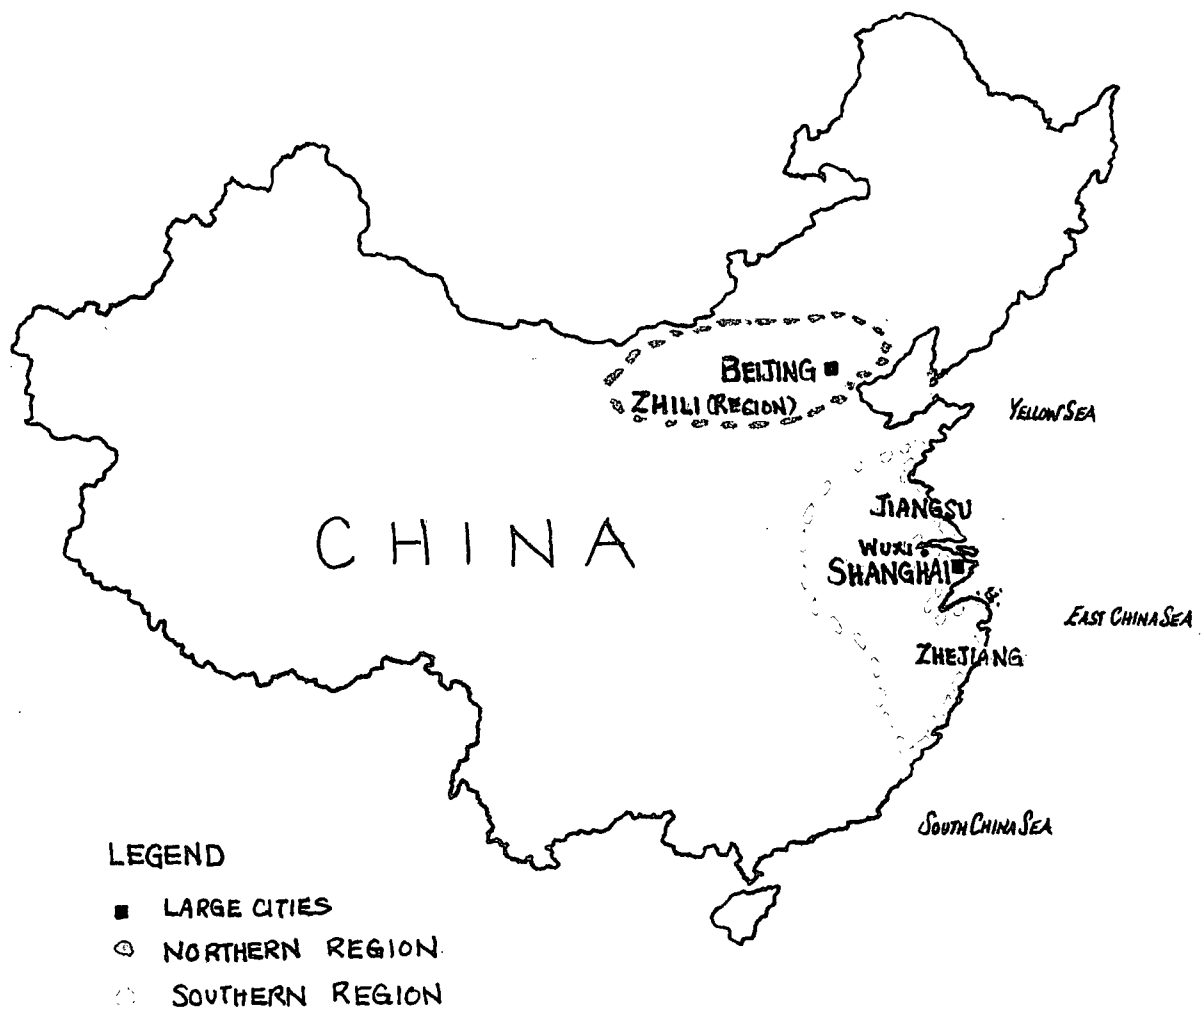 BEIJING
ZHILI (REGION)
YELLOW SEA
JIANGSU
WUXI
SHANGHAI
CHINA
EAST CHINA SEA
ZHEJIANG
SOUTH CHINA SEA
LEGEND
LARGE CITIES
NORTHERN REGION
SOUTHERN REGION